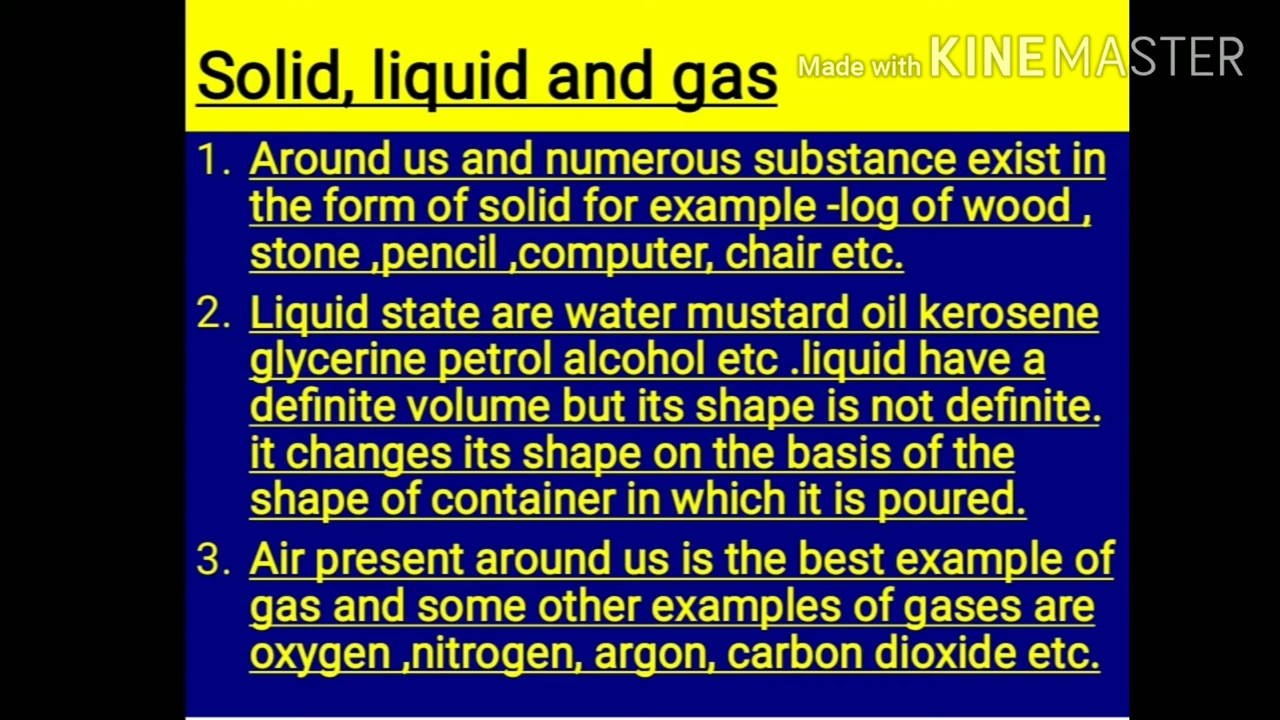 Solid, liquid and gas
Made with KINEMASTER
1. Around us and numerous substance exist in
the form of solid for example -log of wood ,
stone ,pencil ,computer, chair etc.
2. Liquid state are water mustard oil kerosene
glycerine petrol alcohol etc .liquid have a
definite volume but its shape is not definite.
it changes its shape on the basis of the
shape of container in which it is poured.
3. Air present around us is the best example of
gas and some other examples of gases are
oxygen ,nitrogen, argon, carbon dioxide etc.